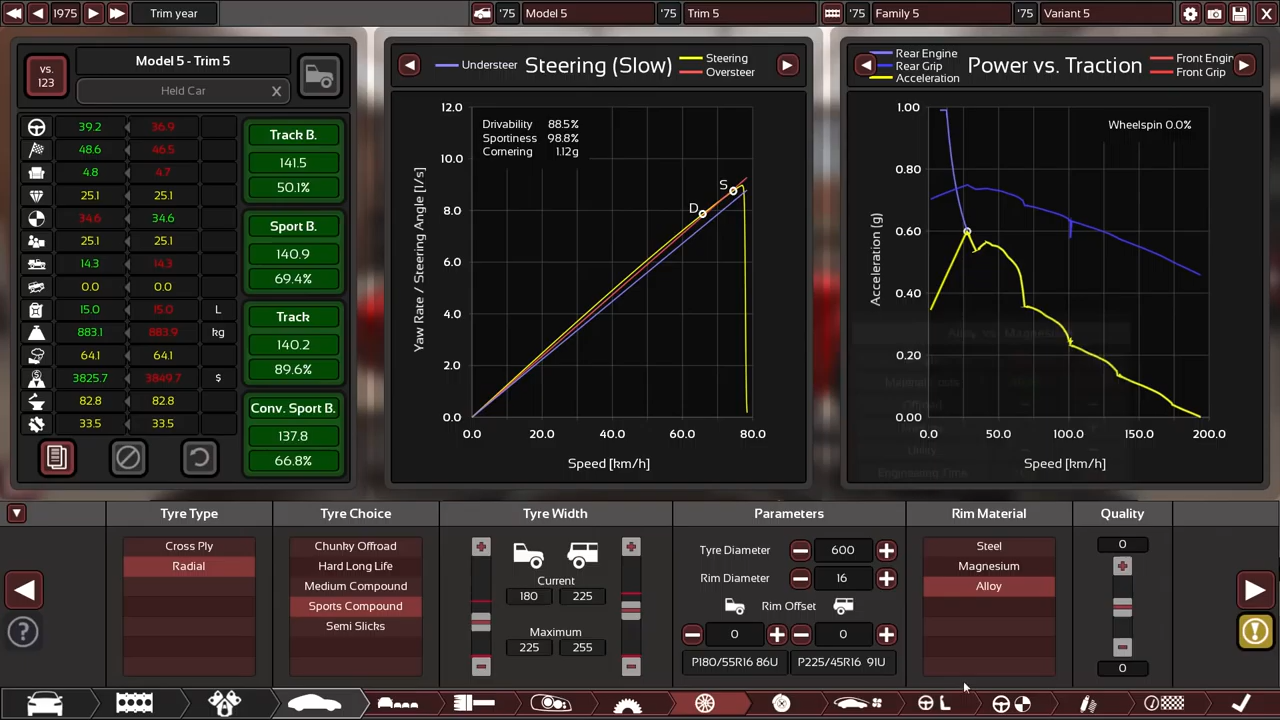 1975
Trim year
'75
Model 5
'75
Trim 5
'75
Family 5
'75
Variant 5
vs.
123
Model 5 - Trim 5
Held Car
X
39.2
36.9
48.6
46.5
4.8
4.7
25.1
25.1
34.6
34.6
25.1
25.1
14.3
14.3
0.0
0.0
15.0
15.0
L
883.1
883.9
kg
64.1
64.1
3825.7
3849.7
$
82.8
82.8
33.5
33.5
Track B.
141.5
50.1%
Sport B.
140.9
69.4%
Track
140.2
89.6%
Conv. Sport B.
137.8
66.8%
Understeer
Steering (Slow)
Steering
Oversteer
Drivability 88.5%
Sportiness 98.8%
Cornering 1.12g
Yaw Rate / Steering Angle [1/s]
12.0
10.0
8.0
6.0
4.0
2.0
0.0
S
D
0.0
20.0
40.0
60.0
80.0
Speed [km/h]
Rear Engine
Rear Grip
Acceleration
Power vs. Traction
Front Engin
Front Grip
Wheelspin 0.0%
Acceleration (g)
1.00
0.80
0.60
0.40
0.20
0.00
0.0
50.0
100.0
150.0
200.0
Speed [km/h]
Tyre Type
Cross Ply
Radial
Tyre Choice
Chunky Offroad
Hard Long Life
Medium Compound
Sports Compound
Semi Slicks
Tyre Width
Current
180
225
Maximum
225
255
Parameters
Tyre Diameter
600
Rim Diameter
16
Rim Offset
0
0
P180/55R16 86U
P225/45R16 91U
Rim Material
Steel
Magnesium
Alloy
Quality
0
0